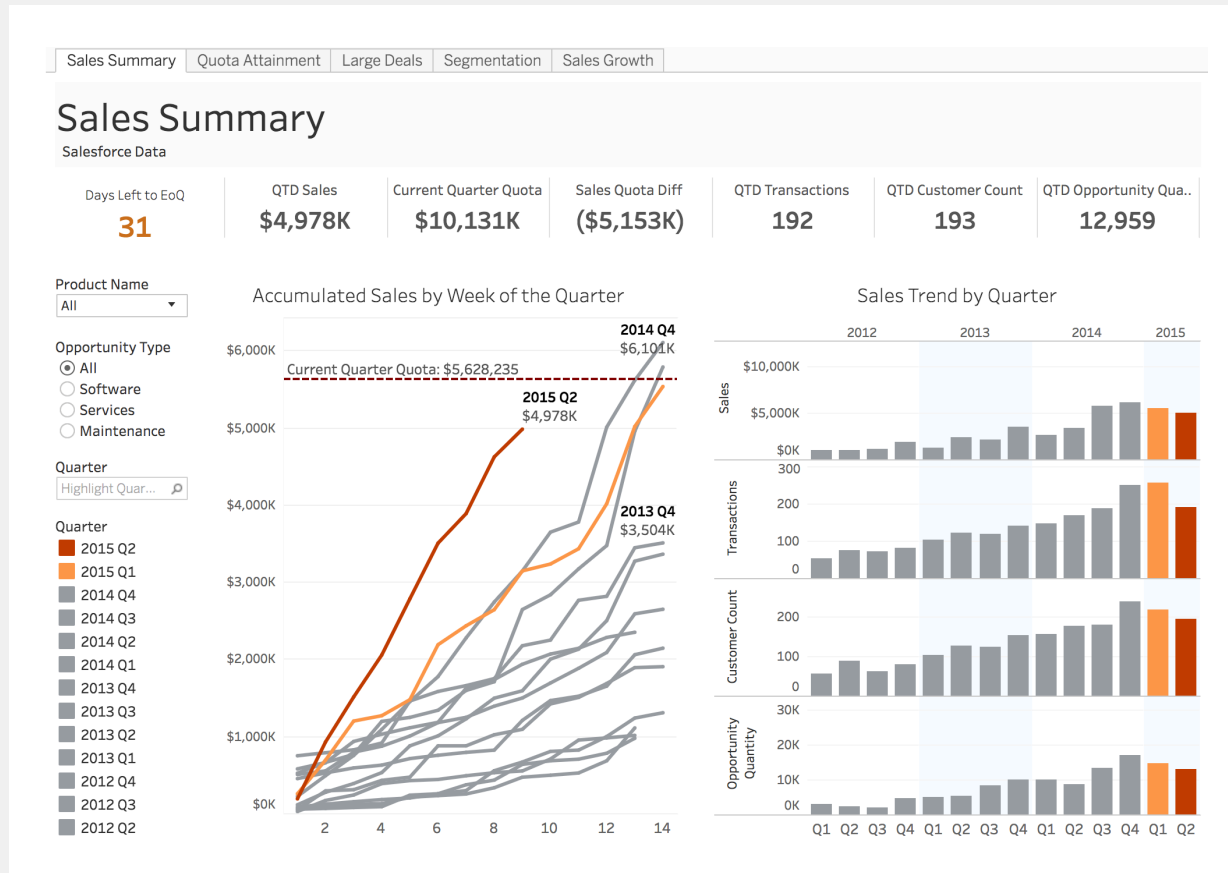 Sales Summary Quota Attainment Large Deals Segmentation Sales Growth
Sales Summary
Salesforce Data
Days Left to EoQ
31
QTD Sales
$4,978K
Current Quarter Quota
$10,131K
Sales Quota Diff
($5,153K)
QTD Transactions
192
QTD Customer Count
193
QTD Opportunity Qua..
12,959
Product Name
All
Opportunity Type
All
Software
Services
Maintenance
Quarter
Highlight Quar...
Quarter
2015 Q2
2015 Q1
2014 Q4
2014 Q3
2014 Q2
2014 Q1
2013 Q4
2013 Q3
2013 Q2
2013 Q1
2012 Q4
2012 Q3
2012 Q2
Accumulated Sales by Week of the Quarter
$6,000K
$5,000K
$4,000K
$3,000K
$2,000K
$1,000K
$0K
2014 Q4
$6,101K
Current Quarter Quota: $5,628,235
2015 Q2
$4,978K
2013 Q4
$3,504K
2 4 6 8 10 12 14
Sales Trend by Quarter
2012 2013 2014 2015
Sales
$10,000K
$5,000K
$0K
Transactions
300
200
100
0
Customer Count
200
100
0
Opportunity
Quantity
30K
20K
10K
0K
Q1 Q2 Q3 Q4 Q1 Q2 Q3 Q4 Q1 Q2 Q3 Q4 Q1 Q2